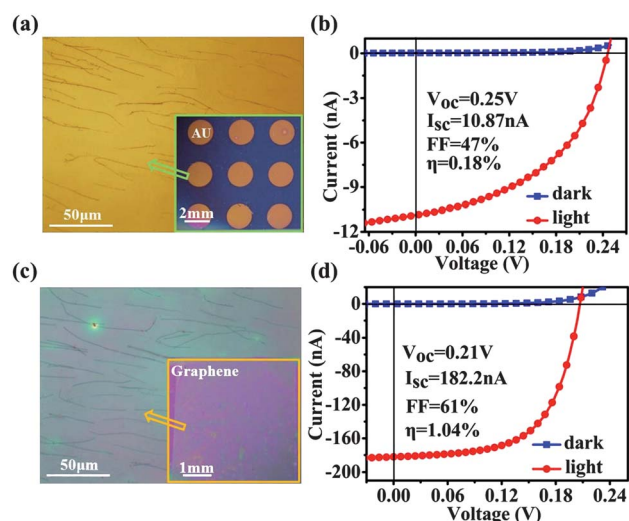 (a)
AU
2mm
50μm
(b)
Current (nA)
0
-3
-6
-9
-12
Voc=0.25V
Isc=10.87nA
FF=47%
η=0.18%
dark
light
-0.06 0.00 0.06 0.12 0.18 0.24
Voltage (V)
(c)
Graphene
1mm
50μm
(d)
Current (nA)
0
-40
-80
-120
-160
-200
Voc=0.21V
Isc=182.2nA
FF=61%
η=1.04%
dark
light
0.00 0.06 0.12 0.18 0.24
Voltage (V)